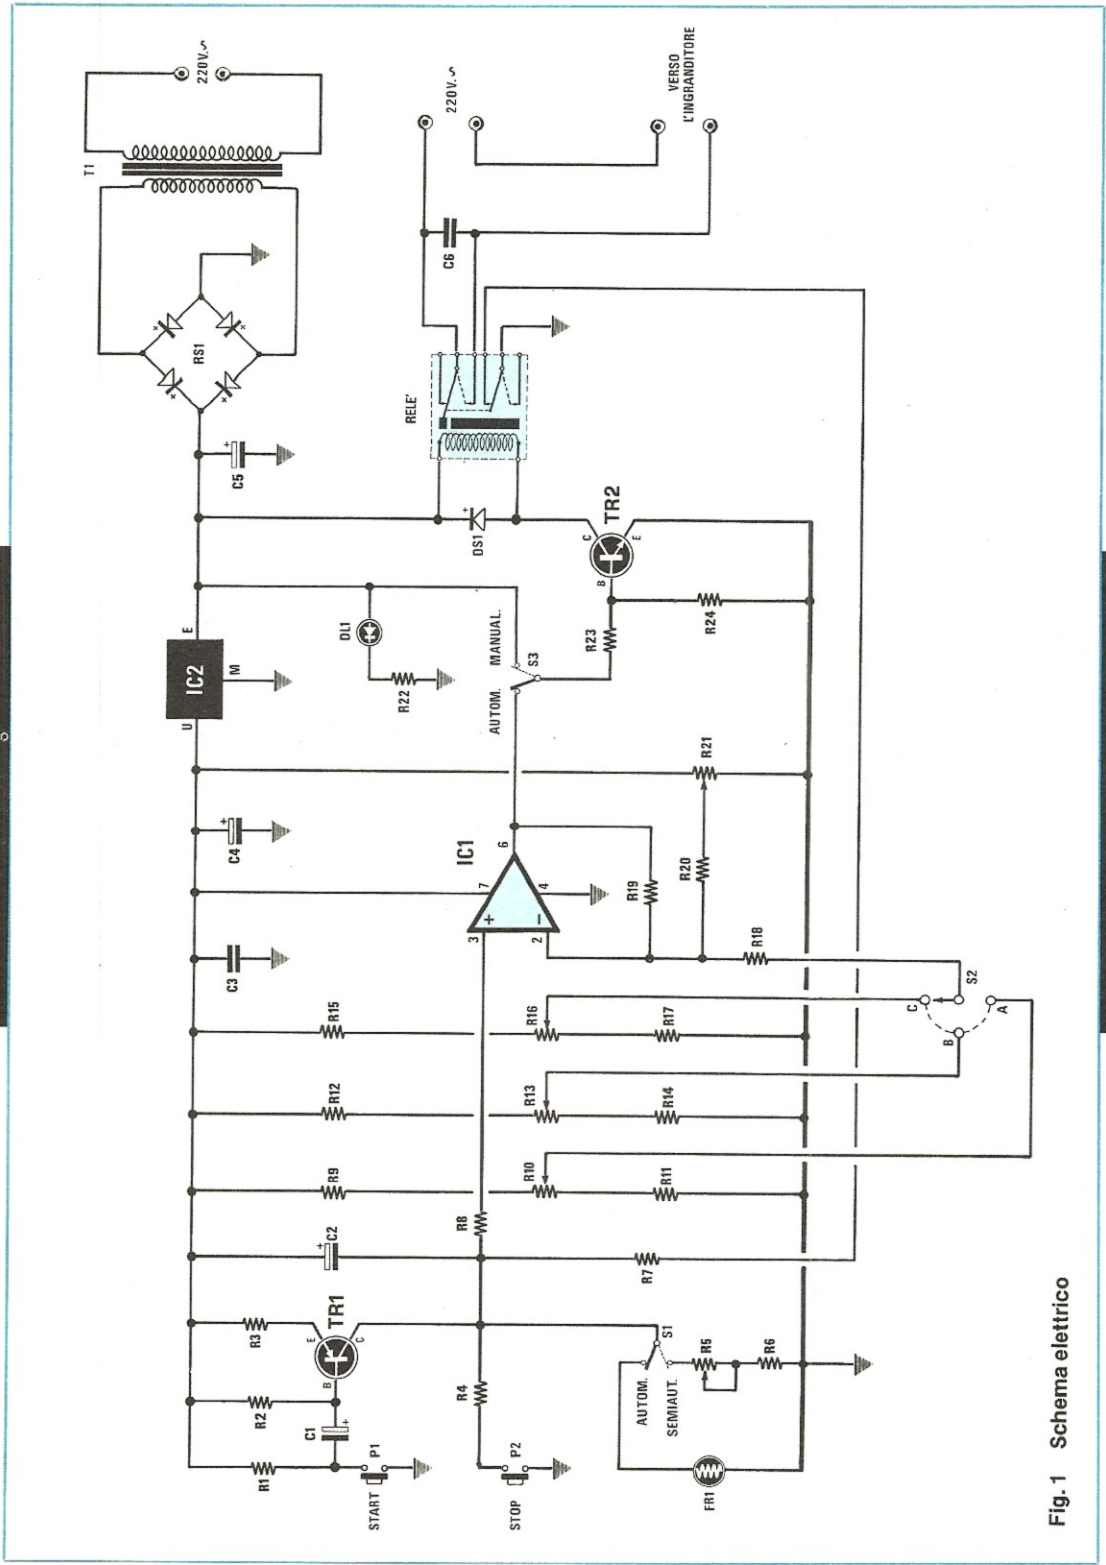 T1
220V.∿
RS1
+
+
+
+
C5
+
RELE'
C6
220V.∿
VERSO
L'INGRANDITORE
IC2
U
E
M
DL1
R22
DS1
+
TR2
C
B
E
R23
R24
MANUAL.
AUTOM.
S3
C4
+
C3
IC1
7
6
3
+
2
−
4
R19
R20
R21
R18
S2
C
B
A
R15
R16
R17
R12
R13
R14
R9
R10
R11
C2
+
R8
R7
R3
TR1
E
C
B
R2
C1
+
R1
P1
START
R4
P2
STOP
S1
AUTOM.
SEMIAUT.
R5
R6
FR1
Fig. 1 Schema elettrico